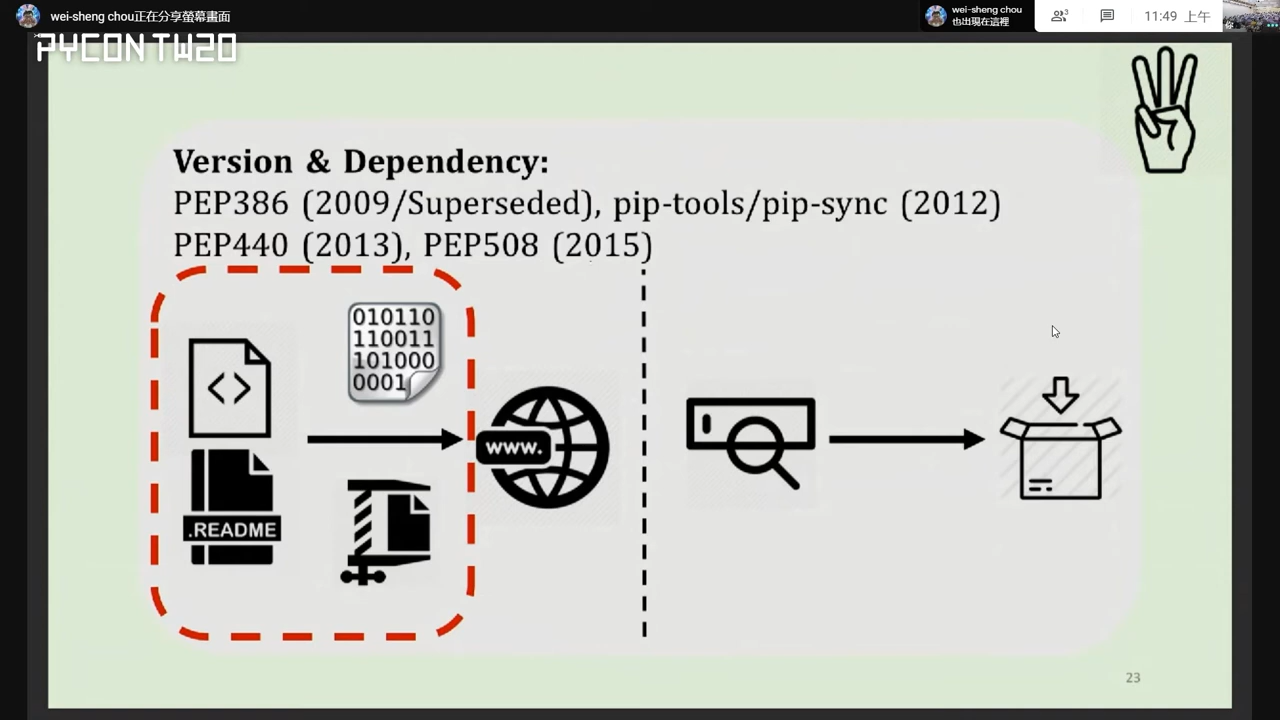 wei-sheng chou正在分享螢幕畫面
wei-sheng chou
也出現在這裡
3
11:49 上午
你
PYCON TW20
Version & Dependency:
PEP386 (2009/Superseded), pip-tools/pip-sync (2012)
PEP440 (2013), PEP508 (2015)
010110
110011
101000
0001
www.
.README
23